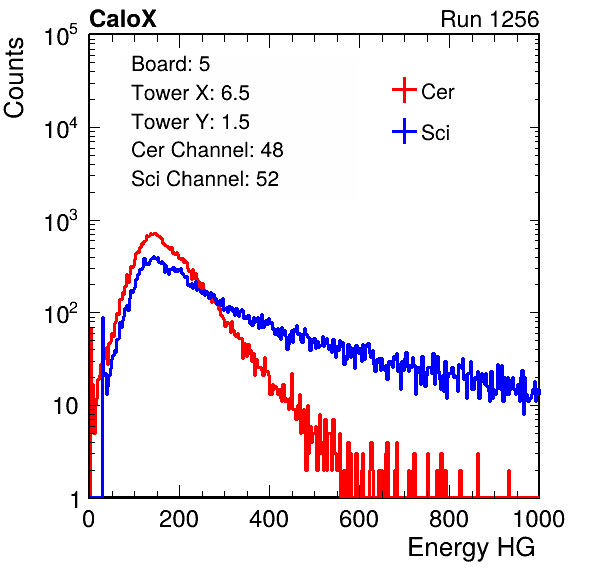 CaloX Run 1256
Counts
10^5
10^4
10^3
10^2
10
1
Board: 5
Tower X: 6.5
Tower Y: 1.5
Cer Channel: 48
Sci Channel: 52
Cer
Sci
0 200 400 600 800 1000
Energy HG